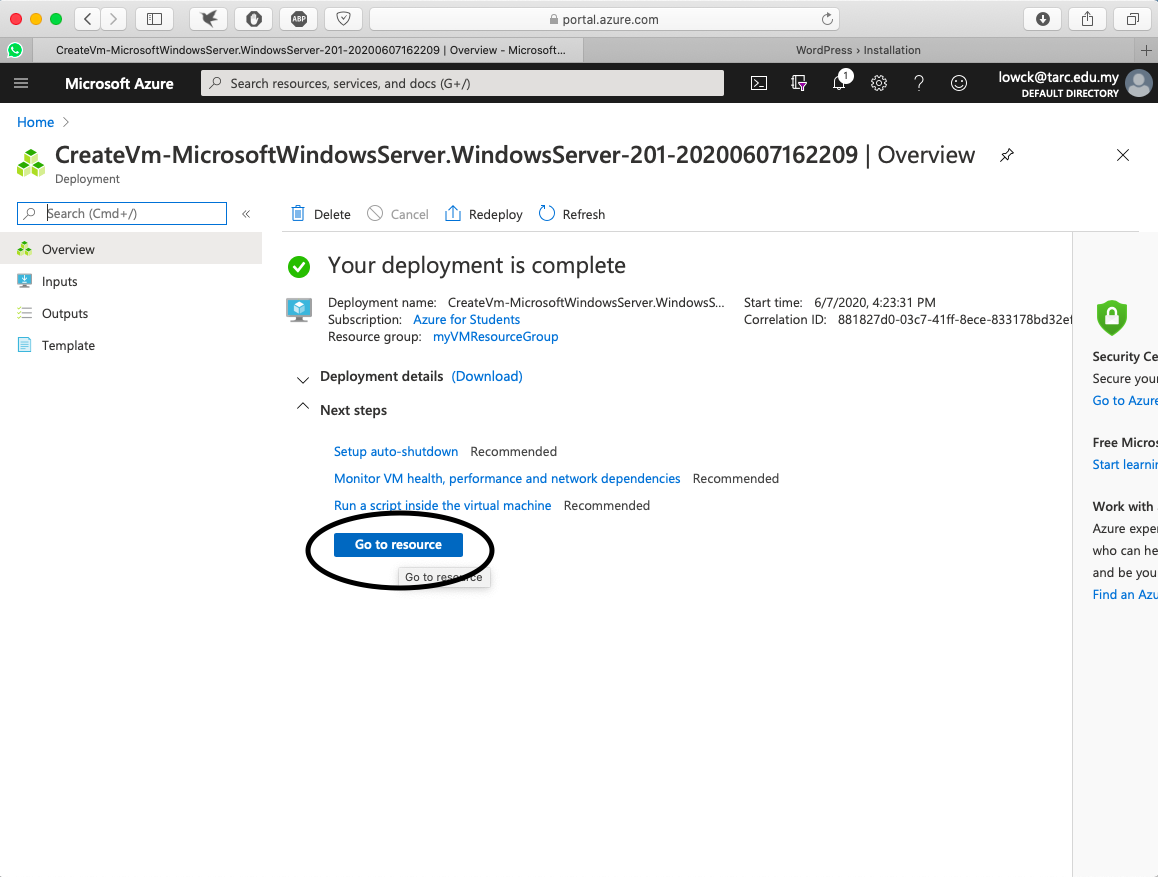 ABP
portal.azure.com
CreateVm-MicrosoftWindowsServer.WindowsServer-201-20200607162209 | Overview - Microsoft...
WordPress › Installation
Microsoft Azure
Search resources, services, and docs (G+/)
1
lowck@tarc.edu.my
DEFAULT DIRECTORY
Home
CreateVm-MicrosoftWindowsServer.WindowsServer-201-20200607162209 | Overview
Deployment
Search (Cmd+/)
Overview
Inputs
Outputs
Template
Delete
Cancel
Redeploy
Refresh
Your deployment is complete
Deployment name: CreateVm-MicrosoftWindowsServer.WindowsS...
Subscription: Azure for Students
Resource group: myVMResourceGroup
Start time: 6/7/2020, 4:23:31 PM
Correlation ID: 881827d0-03c7-41ff-8ece-833178bd32ef
Deployment details (Download)
Next steps
Setup auto-shutdown Recommended
Monitor VM health, performance and network dependencies Recommended
Run a script inside the virtual machine Recommended
Go to resource
Go to resource
Security Ce
Secure your
Go to Azure
Free Micros
Start learnin
Work with
Azure exper
who can he
and be you
Find an Azu